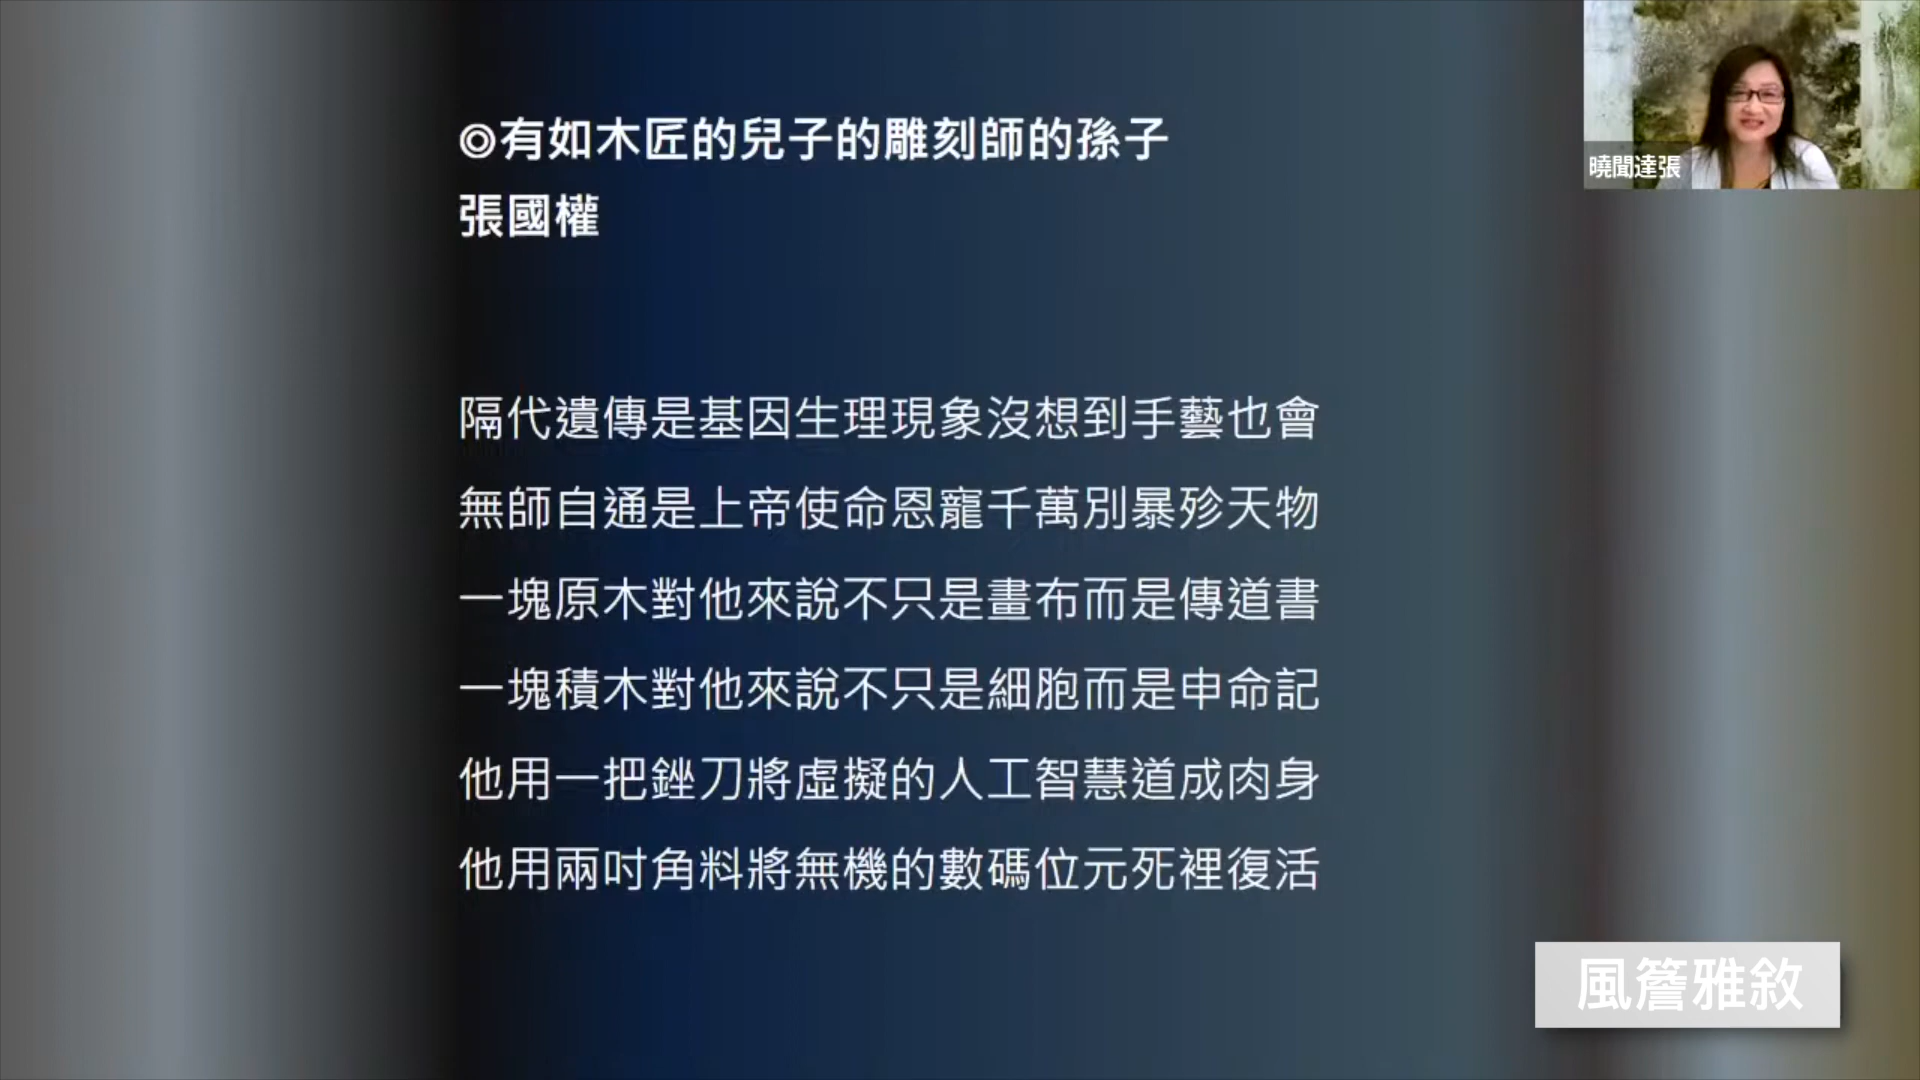 ◎有如木匠的兒子的雕刻師的孫子
張國權
隔代遺傳是基因生理現象沒想到手藝也會
無師自通是上帝使命恩寵千萬別暴殄天物
一塊原木對他來說不只是畫布而是傳道書
一塊積木對他來說不只是細胞而是申命記
他用一把銼刀將虛擬的人工智慧道成肉身
他用兩吋角料將無機的數碼位元死裡復活
曉聞達張
風簷雅敘